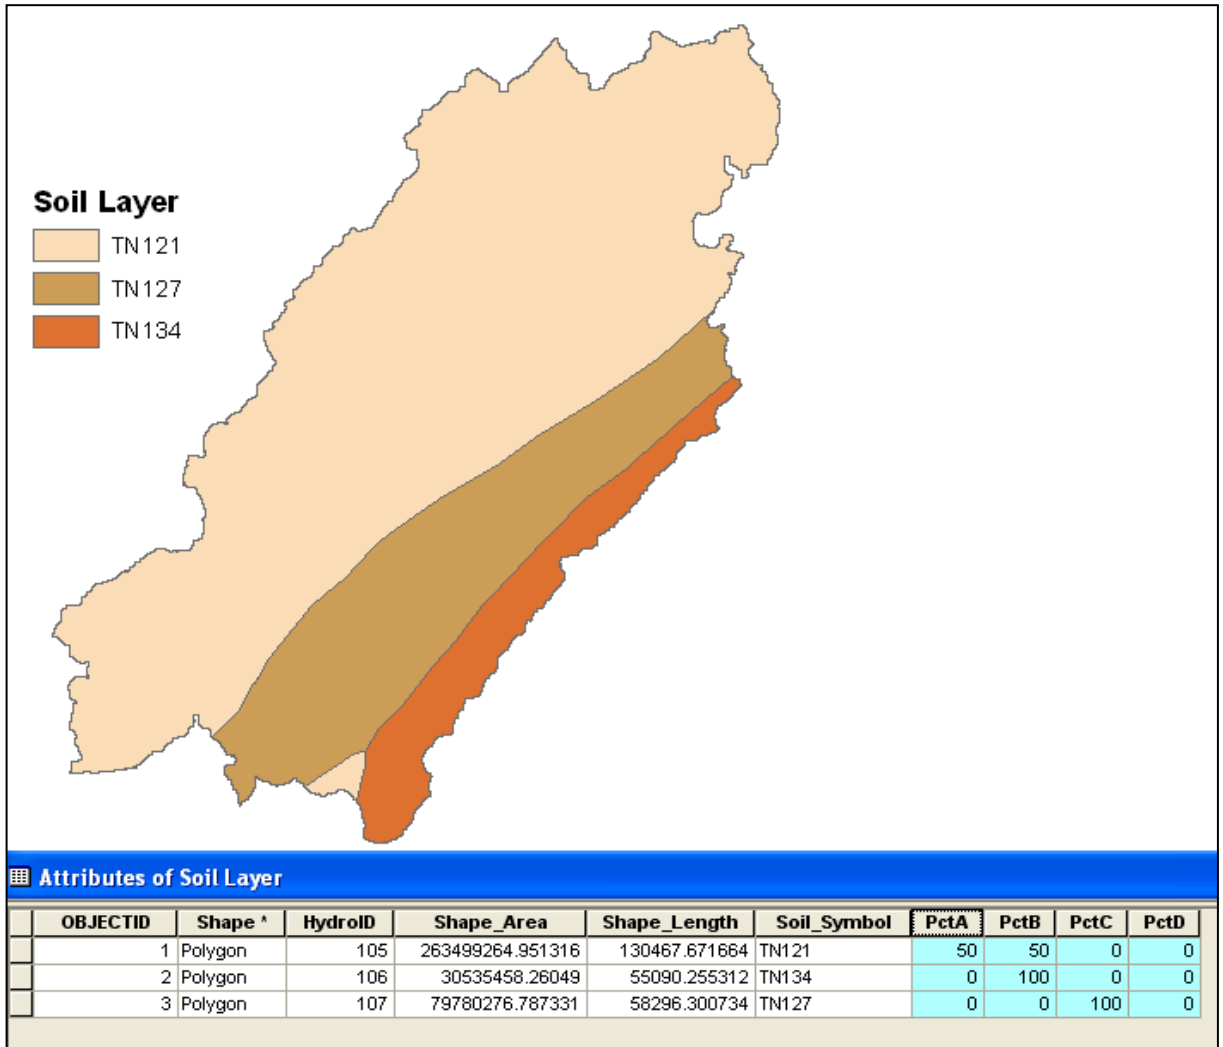 Soil Layer
TN121
TN127
TN134
Attributes of Soil Layer
OBJECTID Shape * HydroID Shape_Area Shape_Length Soil_Symbol PctA PctB PctC PctD
1 Polygon 105 263499264.951316 130467.671664 TN121 50 50 0 0
2 Polygon 106 30535458.26049 55090.255312 TN134 0 100 0 0
3 Polygon 107 79780276.787331 58296.300734 TN127 0 0 100 0